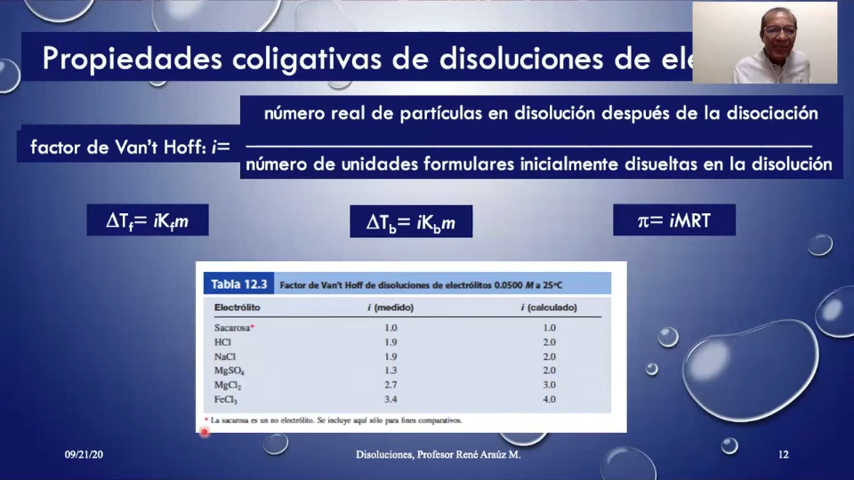 Propiedades coligativas de disoluciones de ele
número real de partículas en disolución después de la disociación
factor de Van't Hoff: i=
número de unidades formulares inicialmente disueltas en la disolución
ΔTf= iKfm
ΔTb= iKbm
π= iMRT
Tabla 12.3 Factor de Van't Hoff de disoluciones de electrólitos 0.0500 M a 25°C
Electrólito i (medido) i (calculado)
Sacarosa* 1.0 1.0
HCl 1.9 2.0
NaCl 1.9 2.0
MgSO4 1.3 2.0
MgCl2 2.7 3.0
FeCl3 3.4 4.0
* La sacarosa es un no electrólito. Se incluye aquí sólo para fines comparativos.
09/21/20
Disoluciones, Profesor René Araúz M.
12